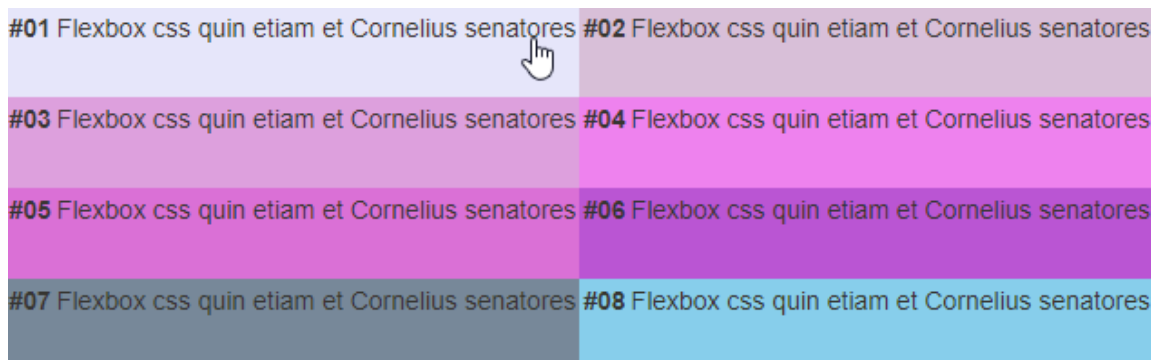 #01 Flexbox css quin etiam et Cornelius senatores #02 Flexbox css quin etiam et Cornelius senatores
#03 Flexbox css quin etiam et Cornelius senatores #04 Flexbox css quin etiam et Cornelius senatores
#05 Flexbox css quin etiam et Cornelius senatores #06 Flexbox css quin etiam et Cornelius senatores
#07 Flexbox css quin etiam et Cornelius senatores #08 Flexbox css quin etiam et Cornelius senatores